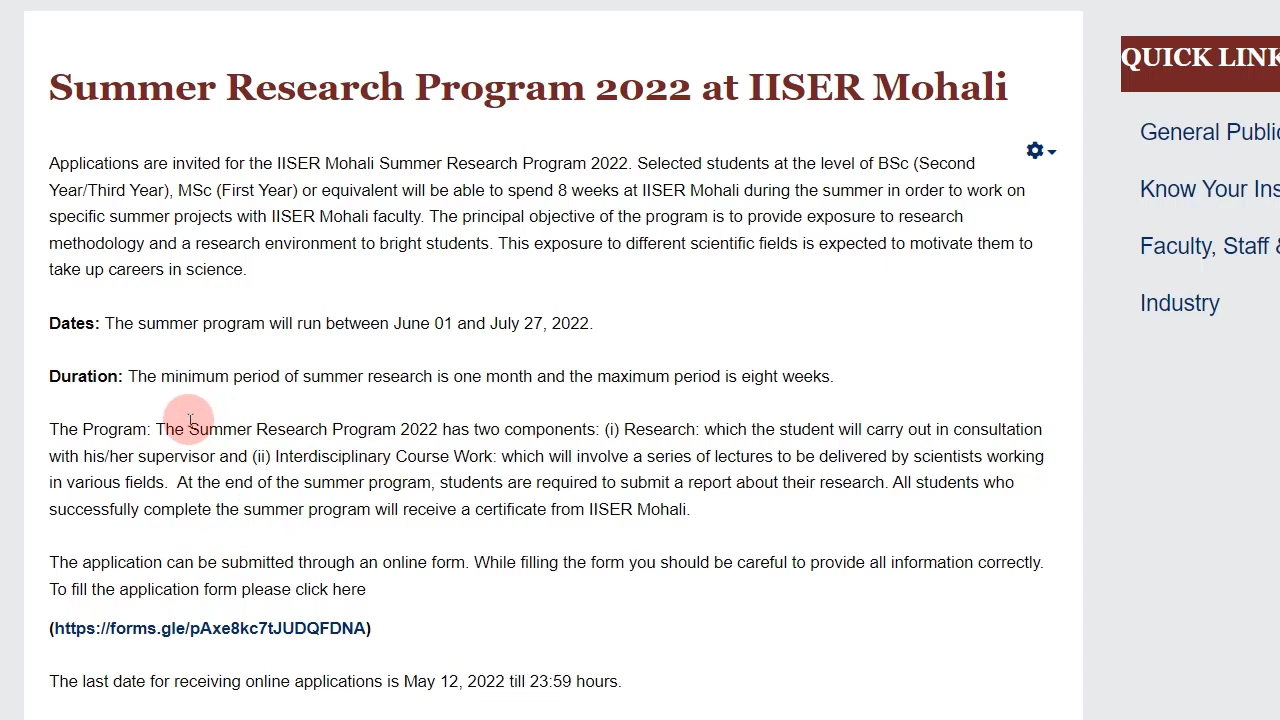 Summer Research Program 2022 at IISER Mohali
Applications are invited for the IISER Mohali Summer Research Program 2022. Selected students at the level of BSc (Second
Year/Third Year), MSc (First Year) or equivalent will be able to spend 8 weeks at IISER Mohali during the summer in order to work on
specific summer projects with IISER Mohali faculty. The principal objective of the program is to provide exposure to research
methodology and a research environment to bright students. This exposure to different scientific fields is expected to motivate them to
take up careers in science.
Dates: The summer program will run between June 01 and July 27, 2022.
Duration: The minimum period of summer research is one month and the maximum period is eight weeks.
The Program: The Summer Research Program 2022 has two components: (i) Research: which the student will carry out in consultation
with his/her supervisor and (ii) Interdisciplinary Course Work: which will involve a series of lectures to be delivered by scientists working
in various fields. At the end of the summer program, students are required to submit a report about their research. All students who
successfully complete the summer program will receive a certificate from IISER Mohali.
The application can be submitted through an online form. While filling the form you should be careful to provide all information correctly.
To fill the application form please click here
(https://forms.gle/pAxe8kc7tJUDQFDNA)
The last date for receiving online applications is May 12, 2022 till 23:59 hours.
QUICK LINK
General Public
Know Your Ins
Faculty, Staff &
Industry